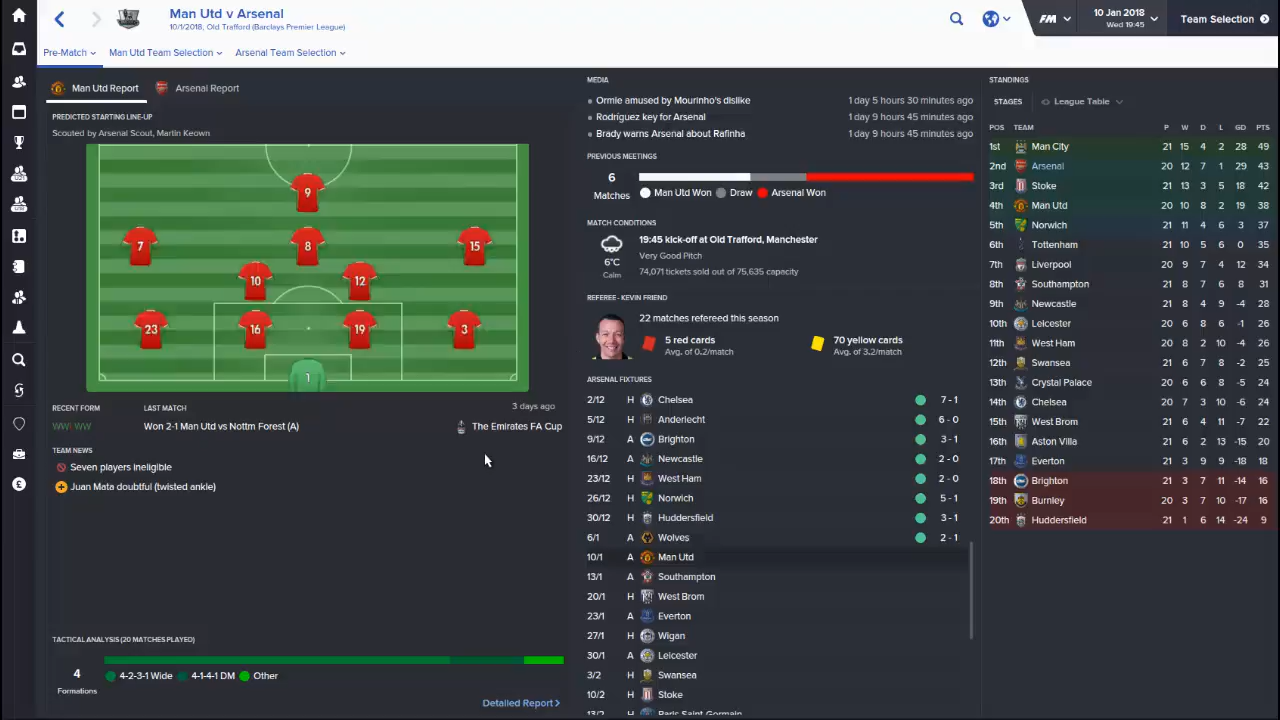 Man Utd v Arsenal
10/1/2018, Old Trafford (Barclays Premier League)
FM
10 Jan 2018
Wed 19:45
Team Selection
Pre-Match
Man Utd Team Selection
Arsenal Team Selection
Man Utd Report
Arsenal Report
PREDICTED STARTING LINE-UP
Scouted by Arsenal Scout, Martin Keown
9
7
8
15
10
12
23
16
19
3
1
RECENT FORM
LAST MATCH
3 days ago
WW WW
Won 2-1 Man Utd vs Nottm Forest (A)
The Emirates FA Cup
TEAM NEWS
Seven players ineligible
Juan Mata doubtful (twisted ankle)
TACTICAL ANALYSIS (20 MATCHES PLAYED)
4
Formations
4-2-3-1 Wide
4-1-4-1 DM
Other
Detailed Report>
MEDIA
Ormie amused by Mourinho's dislike 1 day 5 hours 30 minutes ago
Rodríguez key for Arsenal 1 day 9 hours 45 minutes ago
Brady warns Arsenal about Rafinha 1 day 9 hours 45 minutes ago
PREVIOUS MEETINGS
6
Matches
Man Utd Won
Draw
Arsenal Won
MATCH CONDITIONS
19:45 kick-off at Old Trafford, Manchester
Very Good Pitch
74,071 tickets sold out of 75,635 capacity
6°C
Calm
REFEREE - KEVIN FRIEND
22 matches refereed this season
5 red cards
Avg. of 0.2/match
70 yellow cards
Avg. of 3.2/match
ARSENAL FIXTURES
2/12 H Chelsea 7 - 1
5/12 H Anderlecht 6 - 0
9/12 A Brighton 3 - 1
16/12 A Newcastle 2 - 0
23/12 H West Ham 2 - 0
26/12 H Norwich 5 - 1
30/12 H Huddersfield 3 - 1
6/1 A Wolves 2 - 1
10/1 A Man Utd
13/1 A Southampton
20/1 H West Brom
23/1 A Everton
27/1 H Wigan
30/1 A Leicester
3/2 H Swansea
10/2 H Stoke
13/2 H Paris Saint-Germain
STANDINGS
STAGES
League Table
POS TEAM P W D L GD PTS
1st Man City 21 15 4 2 28 49
2nd Arsenal 20 12 7 1 29 43
3rd Stoke 21 13 3 5 18 42
4th Man Utd 20 10 8 2 19 38
5th Norwich 21 11 4 6 3 37
6th Tottenham 21 10 5 6 0 35
7th Liverpool 20 9 7 4 12 34
8th Southampton 21 8 7 6 8 31
9th Newcastle 21 8 4 9 -4 28
10th Leicester 20 6 8 6 -1 26
11th West Ham 20 8 2 10 -4 26
12th Swansea 21 7 4 10 -2 25
13th Crystal Palace 20 6 6 8 -5 24
14th Chelsea 20 7 3 10 -6 24
15th West Brom 21 6 4 11 -7 22
16th Aston Villa 21 6 2 13 -15 20
17th Everton 21 3 9 9 -18 18
18th Brighton 21 3 7 11 -14 16
19th Burnley 20 3 7 10 -17 16
20th Huddersfield 21 1 6 14 -24 9